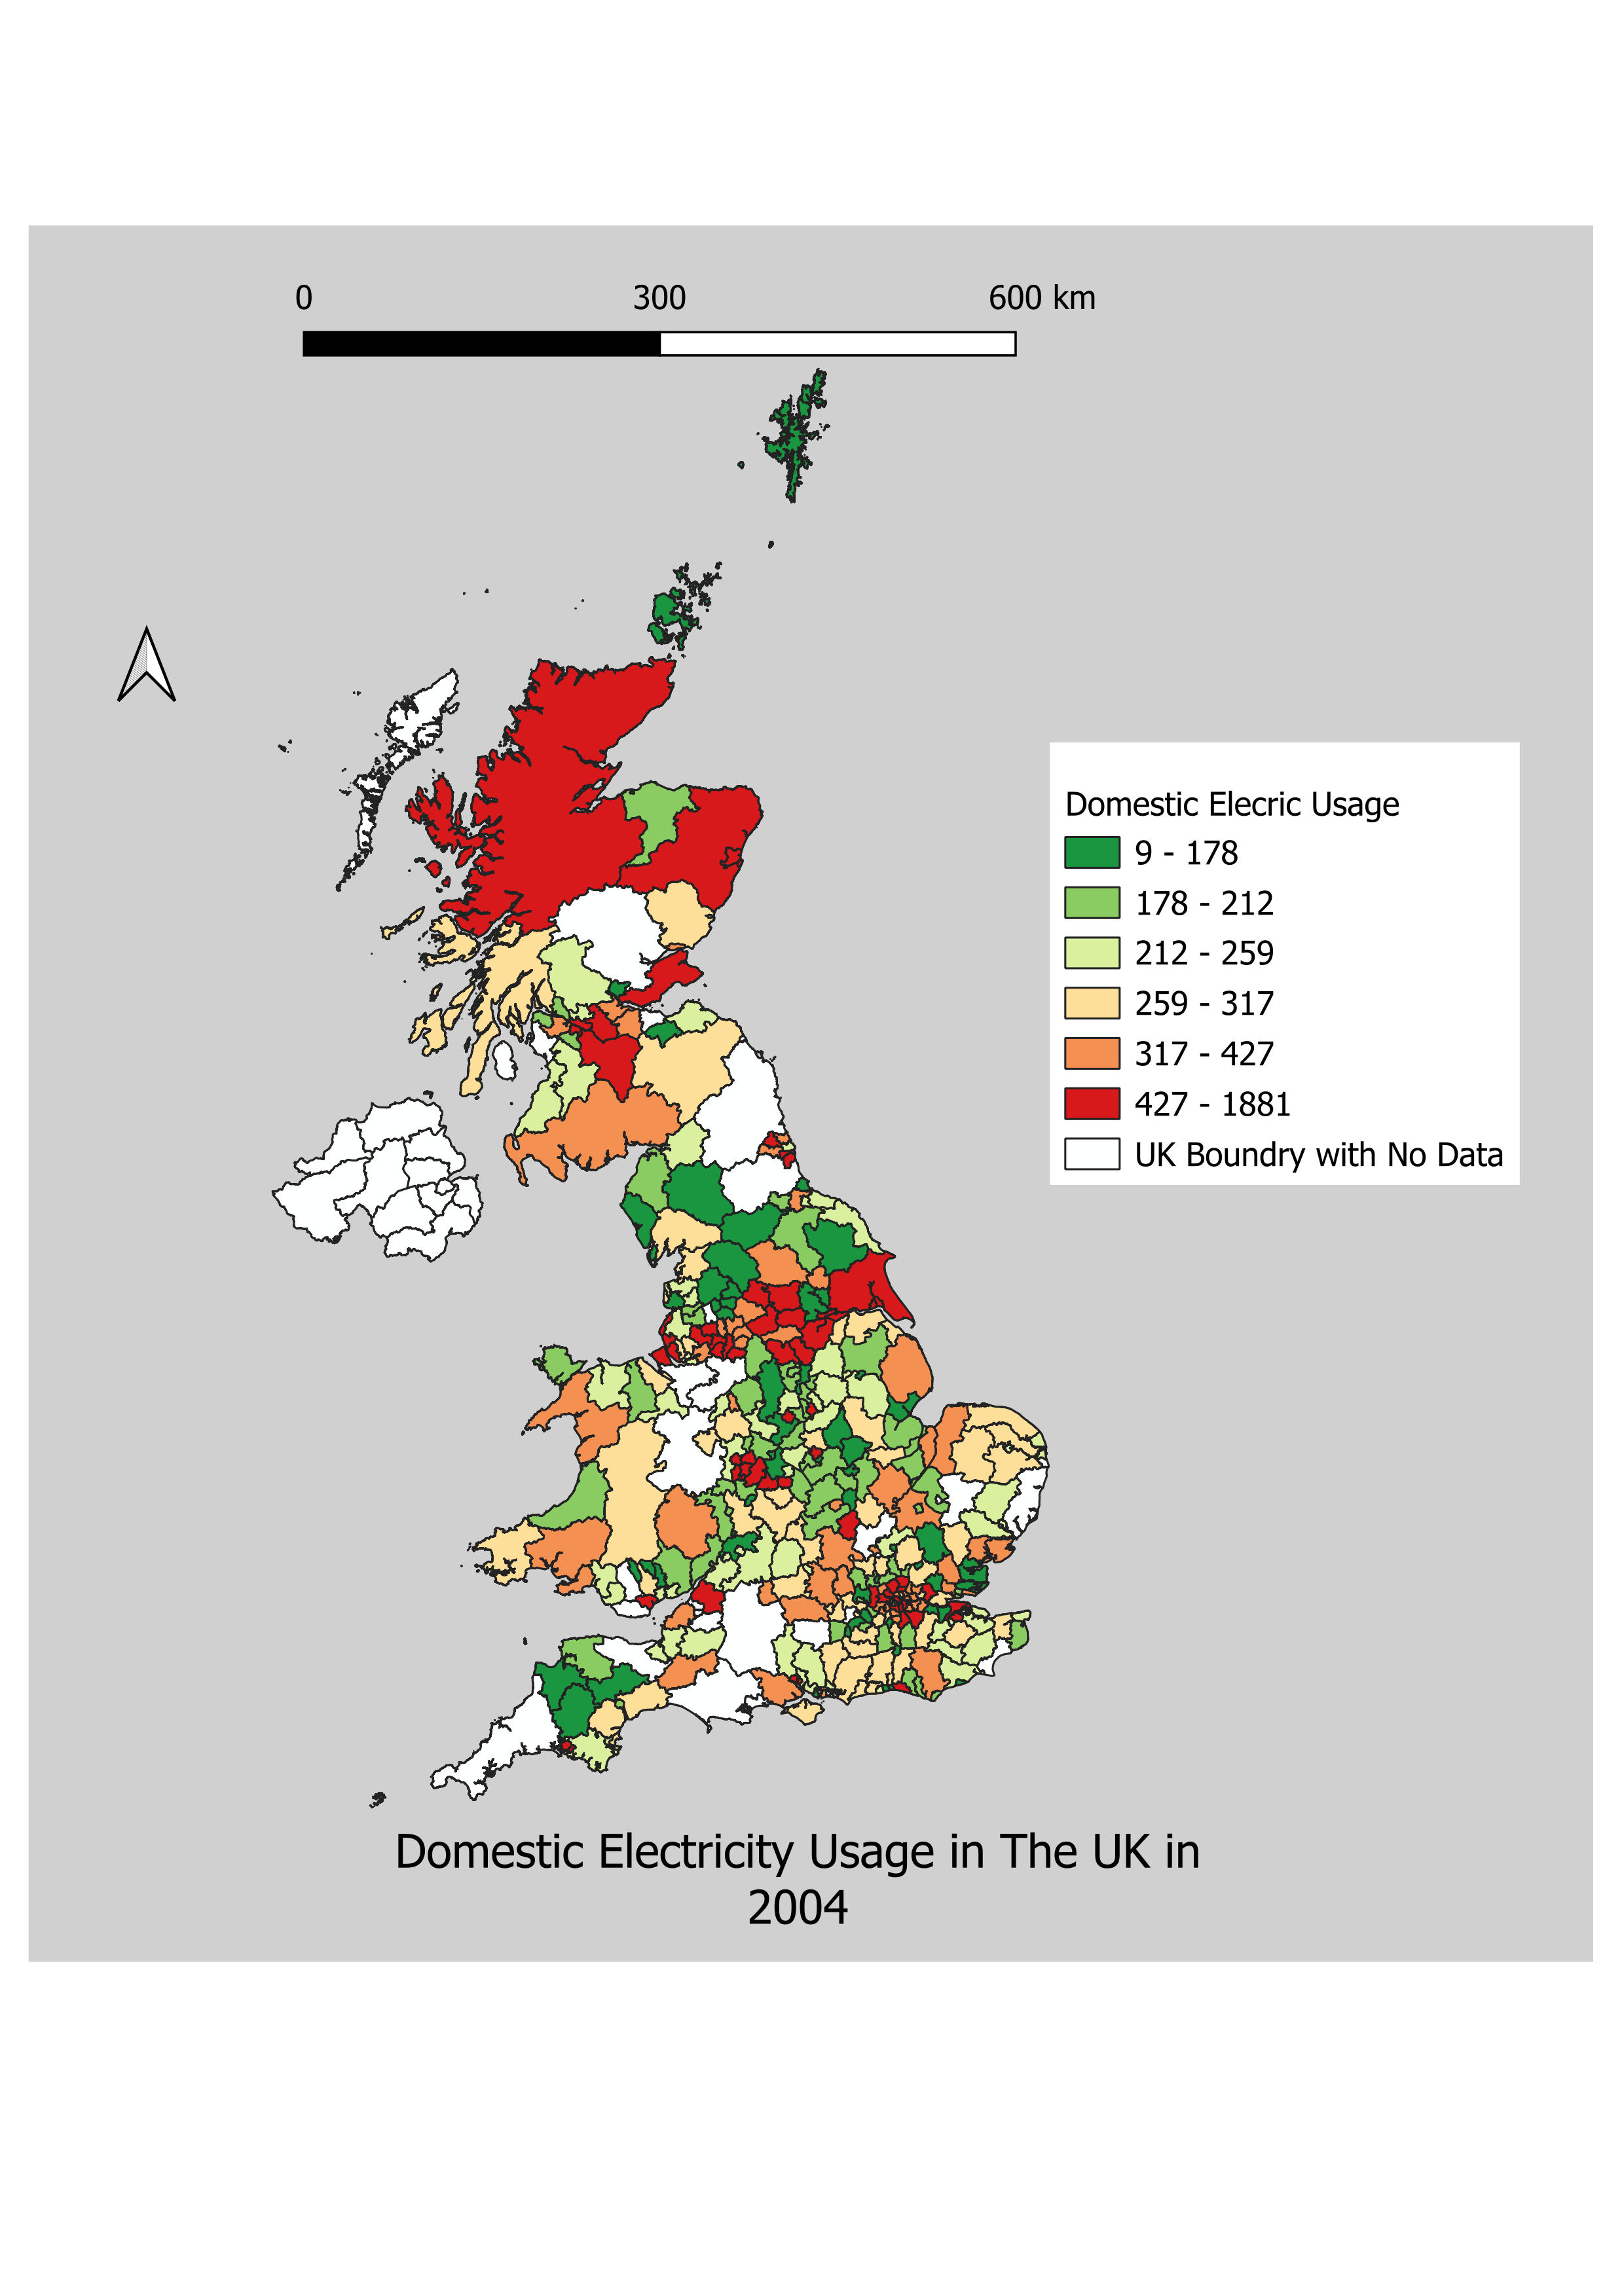 0 300 600 km
Domestic Elecric Usage
9 - 178
178 - 212
212 - 259
259 - 317
317 - 427
427 - 1881
UK Boundry with No Data
Domestic Electricity Usage in The UK in
2004